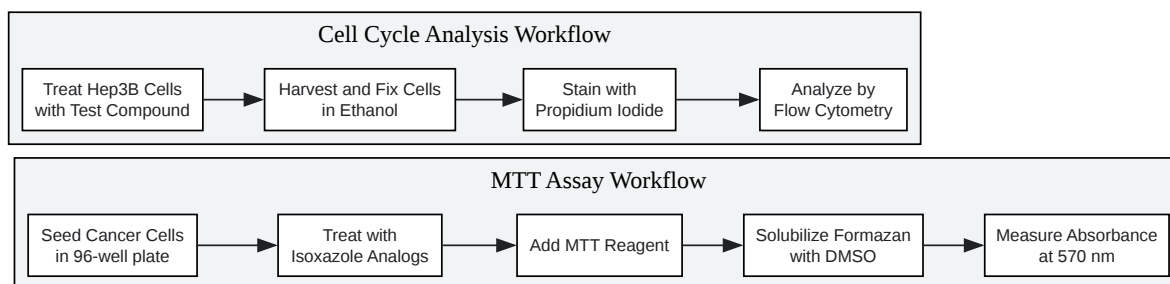 Cell Cycle Analysis Workflow
Treat Hep3B Cells
with Test Compound
Harvest and Fix Cells
in Ethanol
Stain with
Propidium Iodide
Analyze by
Flow Cytometry
MTT Assay Workflow
Seed Cancer Cells
in 96-well plate
Treat with
Isoxazole Analogs
Add MTT Reagent
Solubilize Formazan
with DMSO
Measure Absorbance
at 570 nm